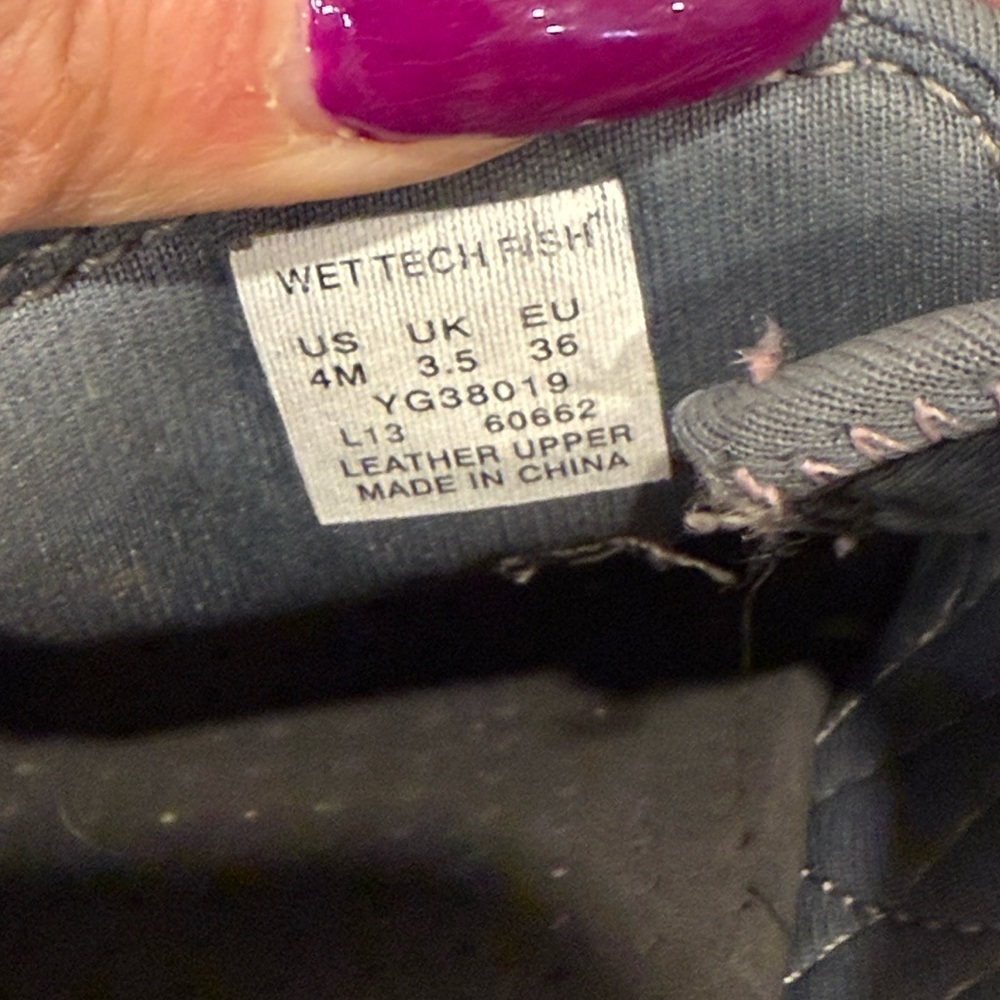 WET TECH FISH
US UK EU
4M 3.5 36
YG38019
L13 60662
LEATHER UPPER
MADE IN CHINA